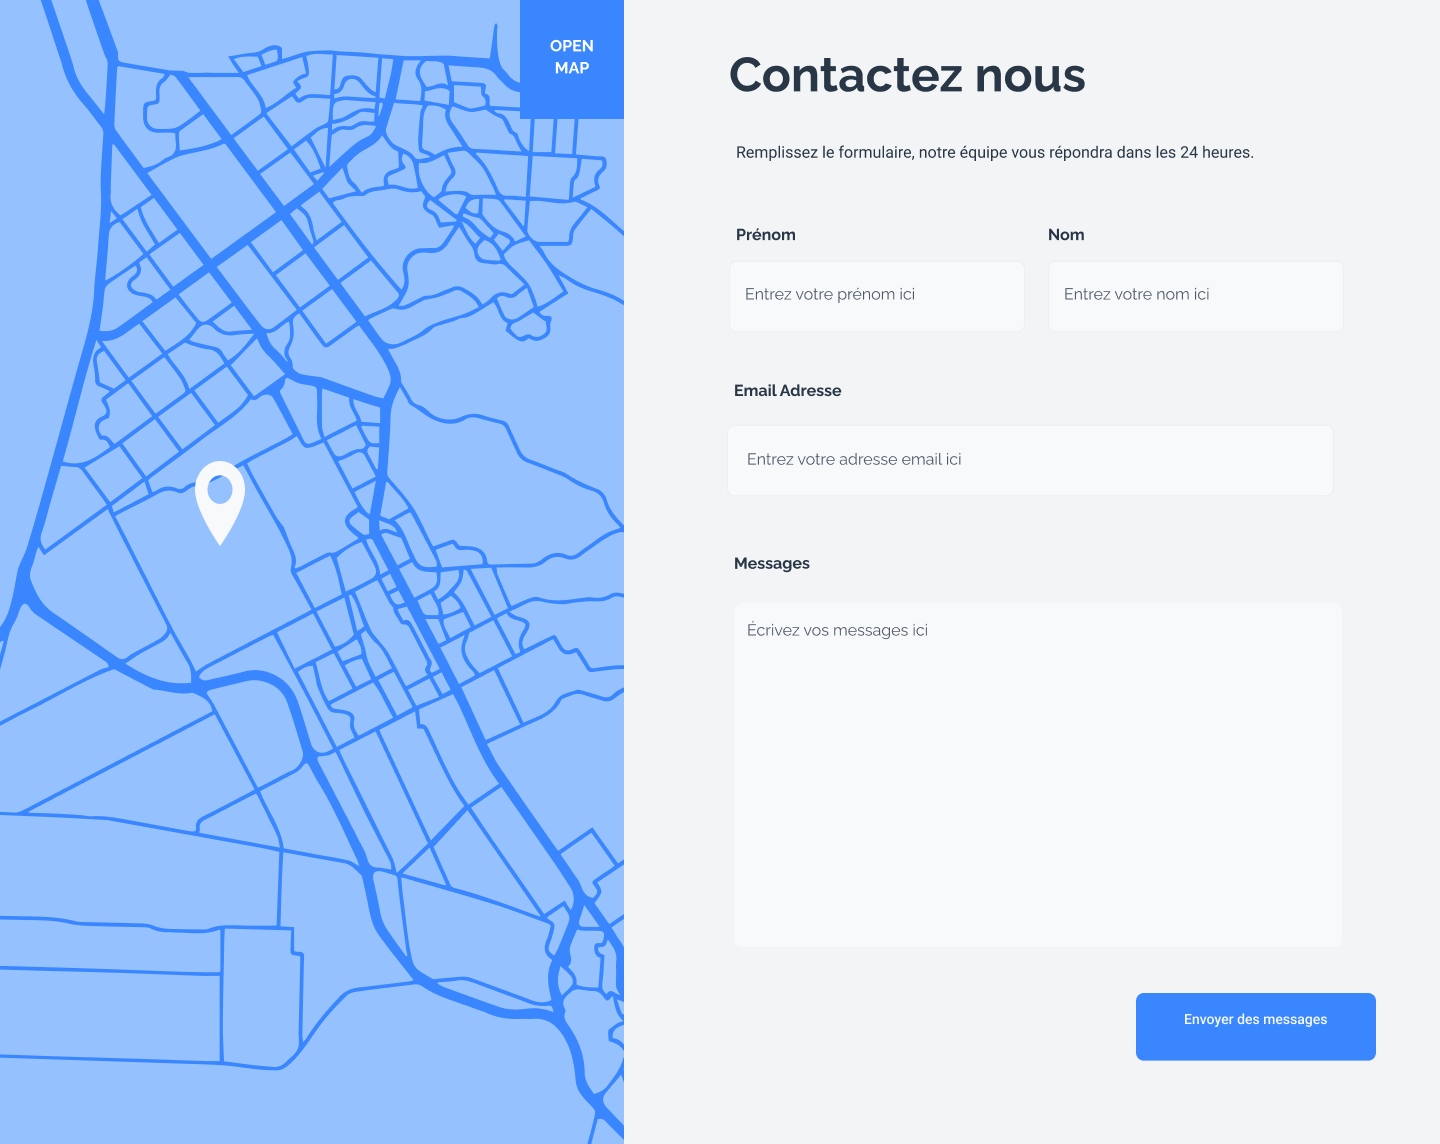 OPEN
MAP
Contactez nous
Remplissez le formulaire, notre équipe vous répondra dans les 24 heures.
Prénom
Nom
Entrez votre prénom ici
Entrez votre nom ici
Email Adresse
Entrez votre adresse email ici
Messages
Écrivez vos messages ici
Envoyer des messages